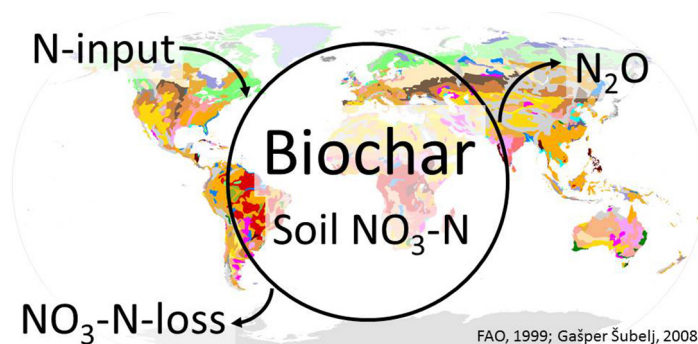 N-input
N₂O
Biochar
Soil NO₃-N
NO₃-N-loss
FAO, 1999; Gašper Šubelj, 2008